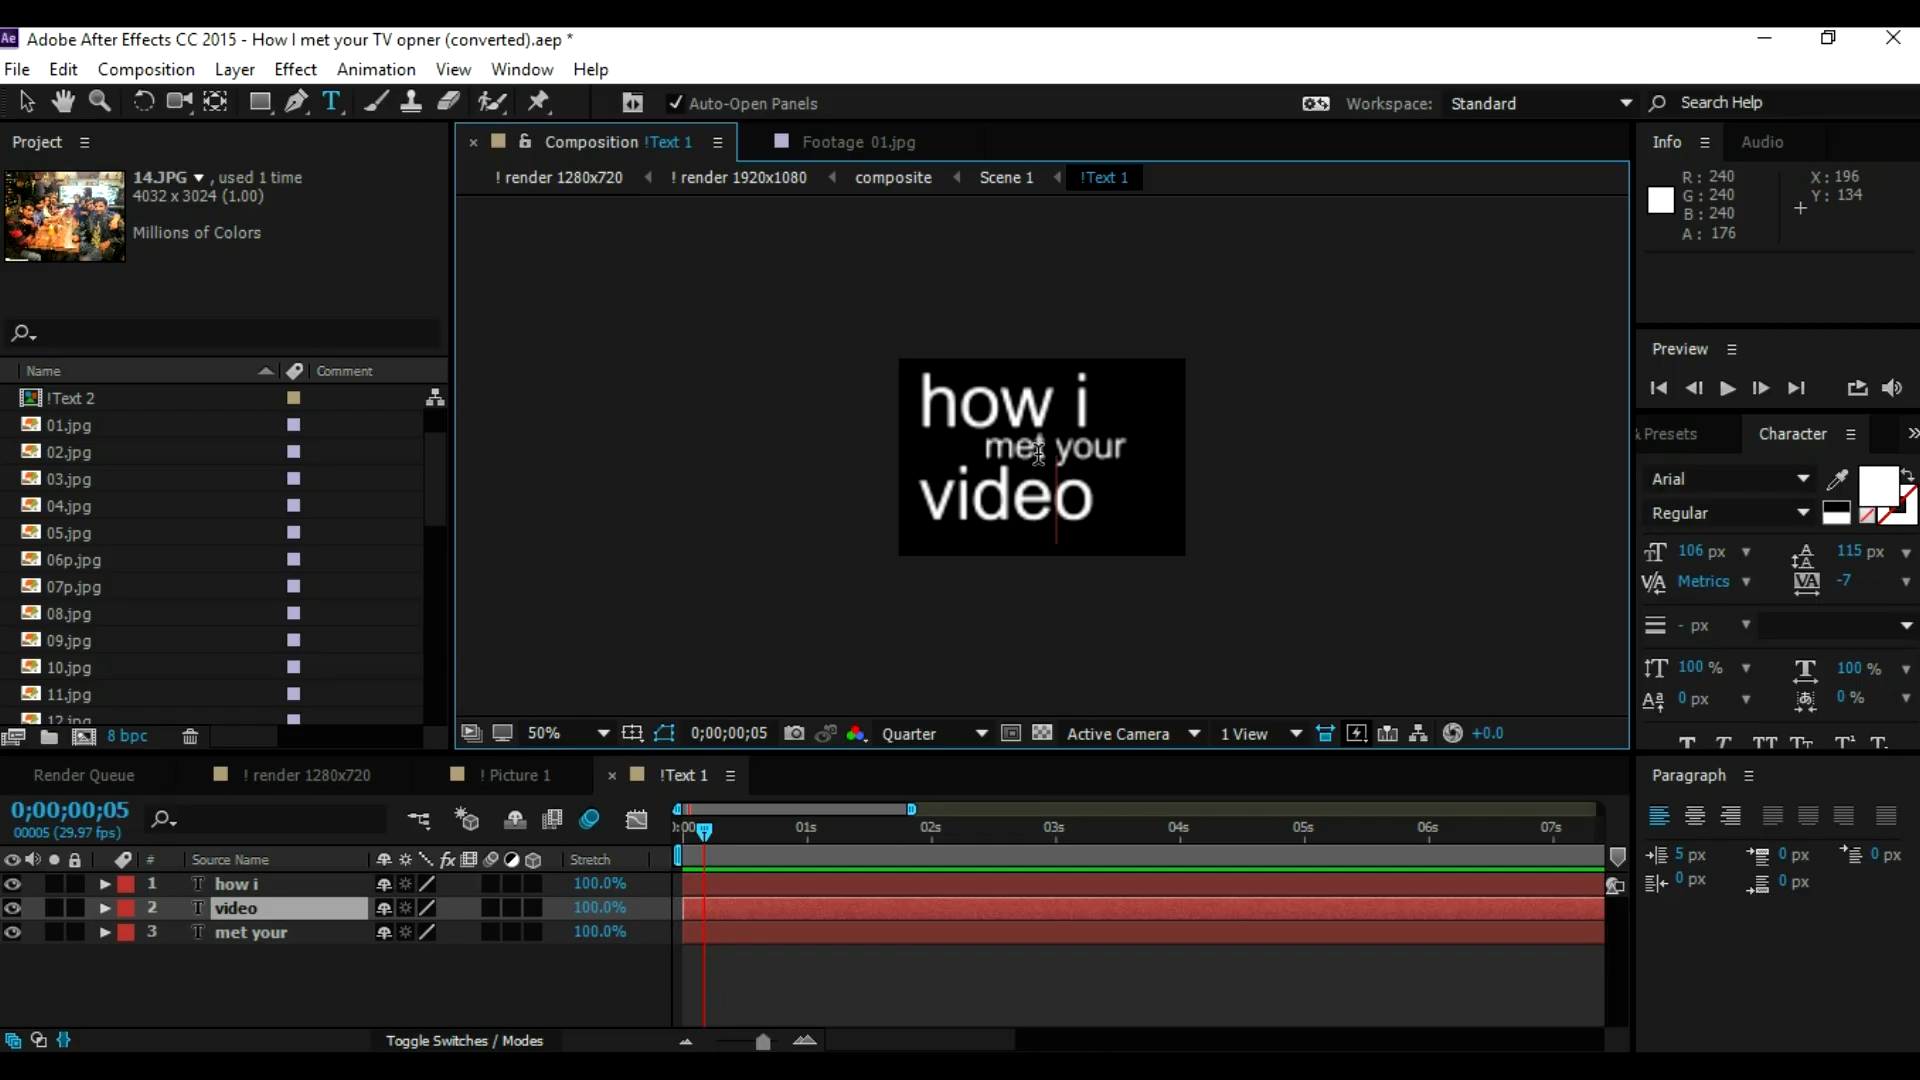 Ae Adobe After Effects CC 2015 - How I met your TV opner (converted).aep *
File Edit Composition Layer Effect Animation View Window Help
T Auto-Open Panels Workspace: Standard Search Help
Project
14.JPG , used 1 time
4032 x 3024 (1.00)
Millions of Colors
Name Comment
!Text 2
01.jpg
02.jpg
03.jpg
04.jpg
05.jpg
06p.jpg
07p.jpg
08.jpg
09.jpg
10.jpg
11.jpg
12.jpg
8 bpc
Composition !Text 1 Footage 01.jpg
! render 1280x720 ! render 1920x1080 composite Scene 1 !Text 1
how i
met your
video
50% 0;00;00;05 Quarter Active Camera 1 View +0.0
Info Audio
R: 240 X: 196
G: 240 Y: 134
B: 240
A: 176
Preview
& Presets Character
Arial
Regular
106 px 115 px
Metrics -7
- px
100 % 100 %
0 px 0 %
Render Queue ! render 1280x720 ! Picture 1 !Text 1
0;00;00;05
00005 (29.97 fps)
01s 02s 03s 04s 05s 06s 07s
# Source Name fx Stretch
1 T how i 100.0%
2 T video 100.0%
3 T met your 100.0%
Toggle Switches / Modes
Paragraph
5 px 0 px 0 px
0 px 0 px